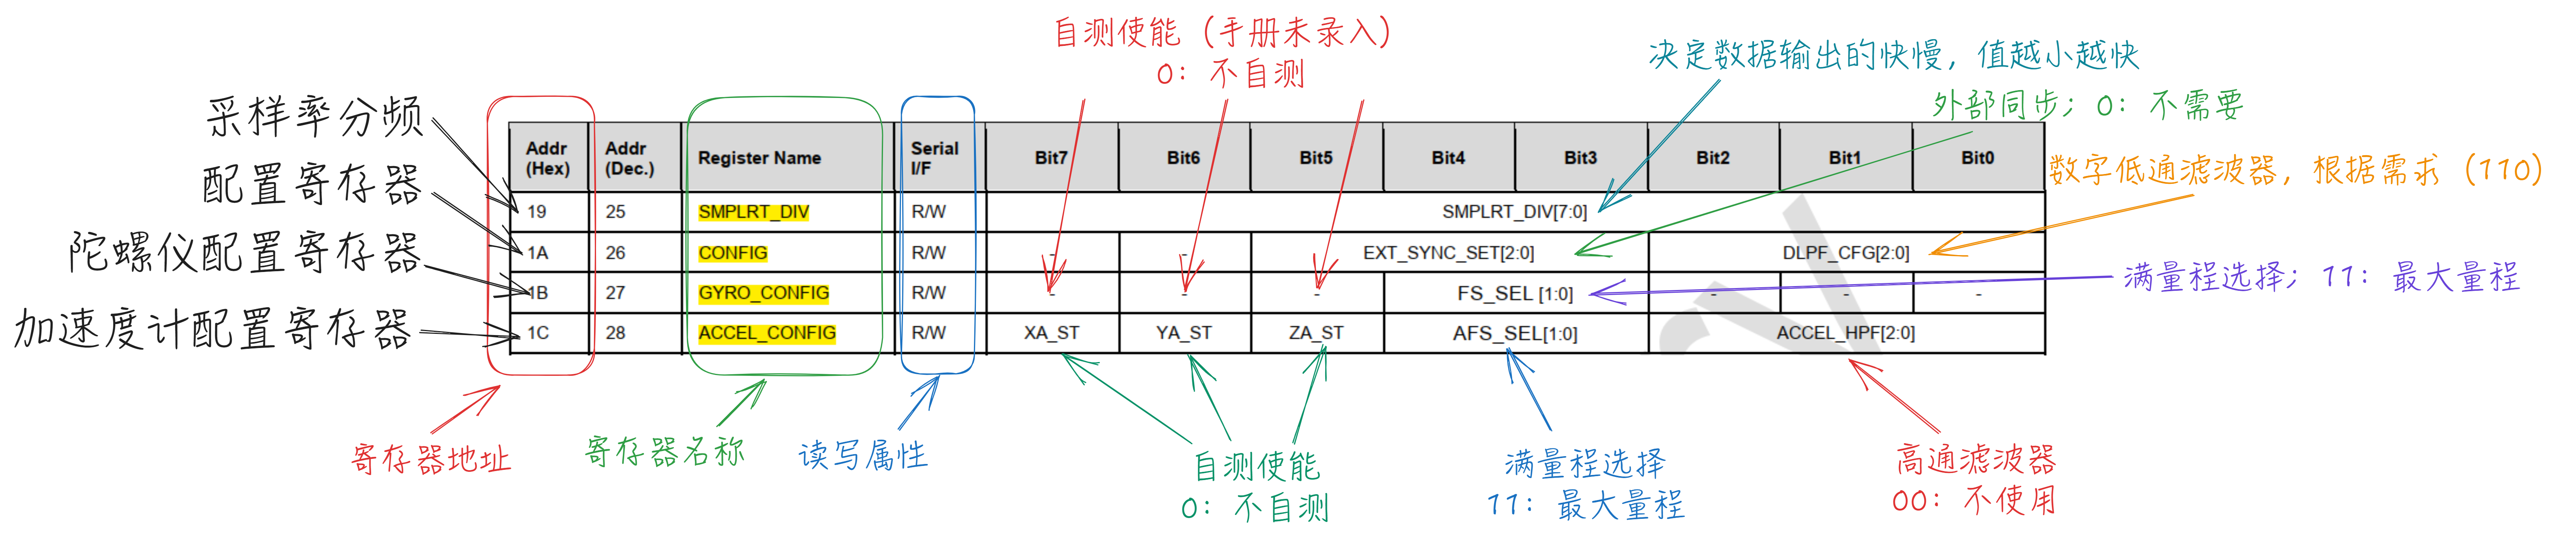 自测使能（手册未录入）
0：不自测
决定数据输出的快慢，值越小越快
外部同步；0：不需要
数字低通滤波器，根据需求（110）
采样率分频
配置寄存器
陀螺仪配置寄存器
加速度计配置寄存器
Addr (Hex) Addr (Dec.) Register Name Serial I/F Bit7 Bit6 Bit5 Bit4 Bit3 Bit2 Bit1 Bit0
19 25 SMPLRT_DIV R/W SMPLRT_DIV[7:0]
1A 26 CONFIG R/W - - EXT_SYNC_SET[2:0] DLPF_CFG[2:0]
1B 27 GYRO_CONFIG R/W - - - FS_SEL [1:0] - - -
1C 28 ACCEL_CONFIG R/W XA_ST YA_ST ZA_ST AFS_SEL[1:0] ACCEL_HPF[2:0]
满量程选择；11：最大量程
寄存器地址
寄存器名称
读写属性
自测使能
0：不自测
满量程选择
11：最大量程
高通滤波器
00：不使用